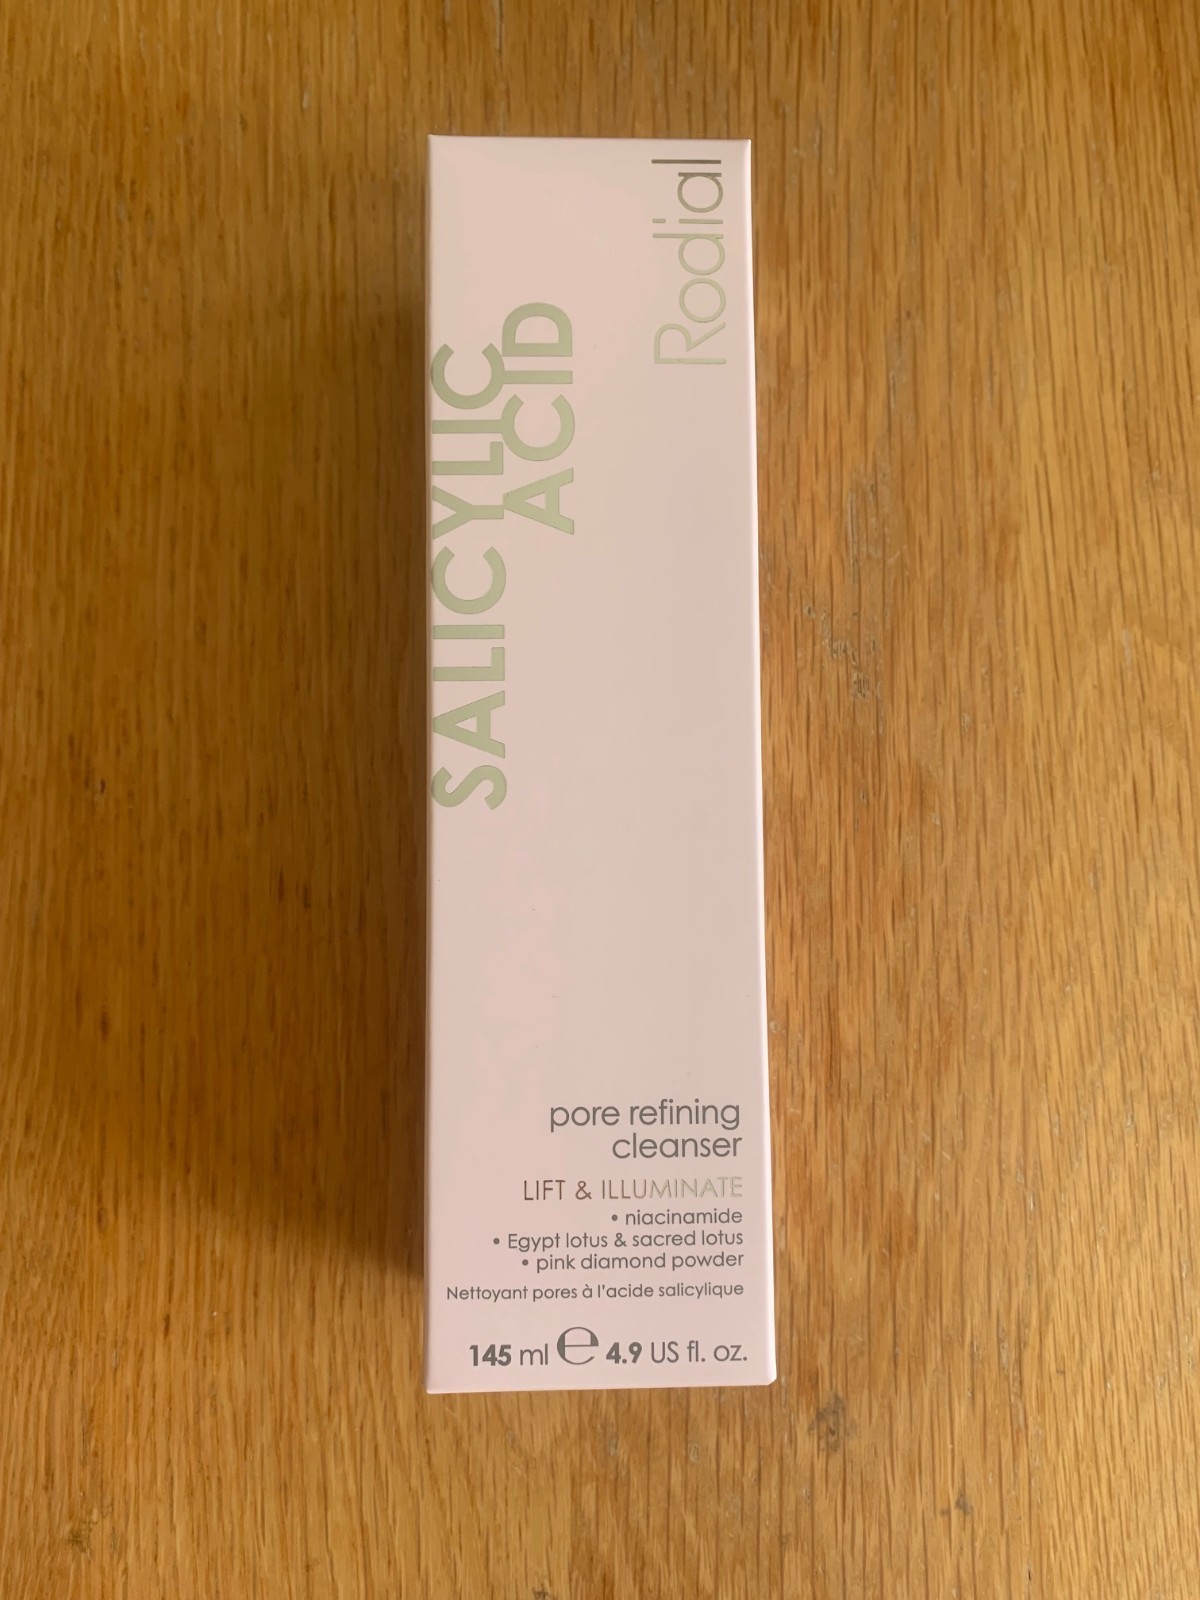 Rodial
SALICYLIC
ACID
pore refining
cleanser
LIFT & ILLUMINATE
• niacinamide
• Egypt lotus & sacred lotus
• pink diamond powder
Nettoyant pores à l'acide salicylique
145 ml ℮ 4.9 US fl. oz.